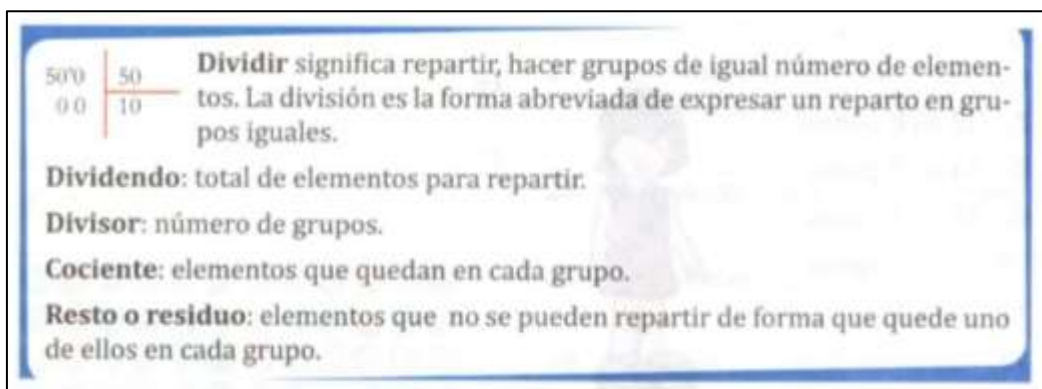 50'0 50
0 0 10
Dividir significa repartir, hacer grupos de igual número de elemen-
tos. La división es la forma abreviada de expresar un reparto en gru-
pos iguales.
Dividendo: total de elementos para repartir.
Divisor: número de grupos.
Cociente: elementos que quedan en cada grupo.
Resto o residuo: elementos que no se pueden repartir de forma que quede uno
de ellos en cada grupo.